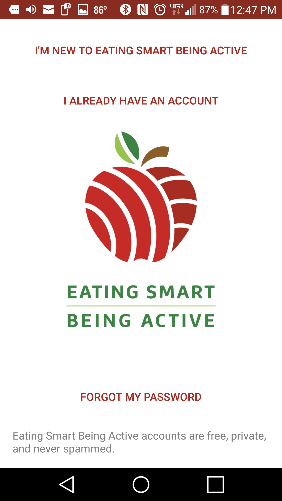 86° 87% 12:47 PM
I'M NEW TO EATING SMART BEING ACTIVE
I ALREADY HAVE AN ACCOUNT
EATING SMART
BEING ACTIVE
FORGOT MY PASSWORD
Eating Smart Being Active accounts are free, private,
and never spammed.